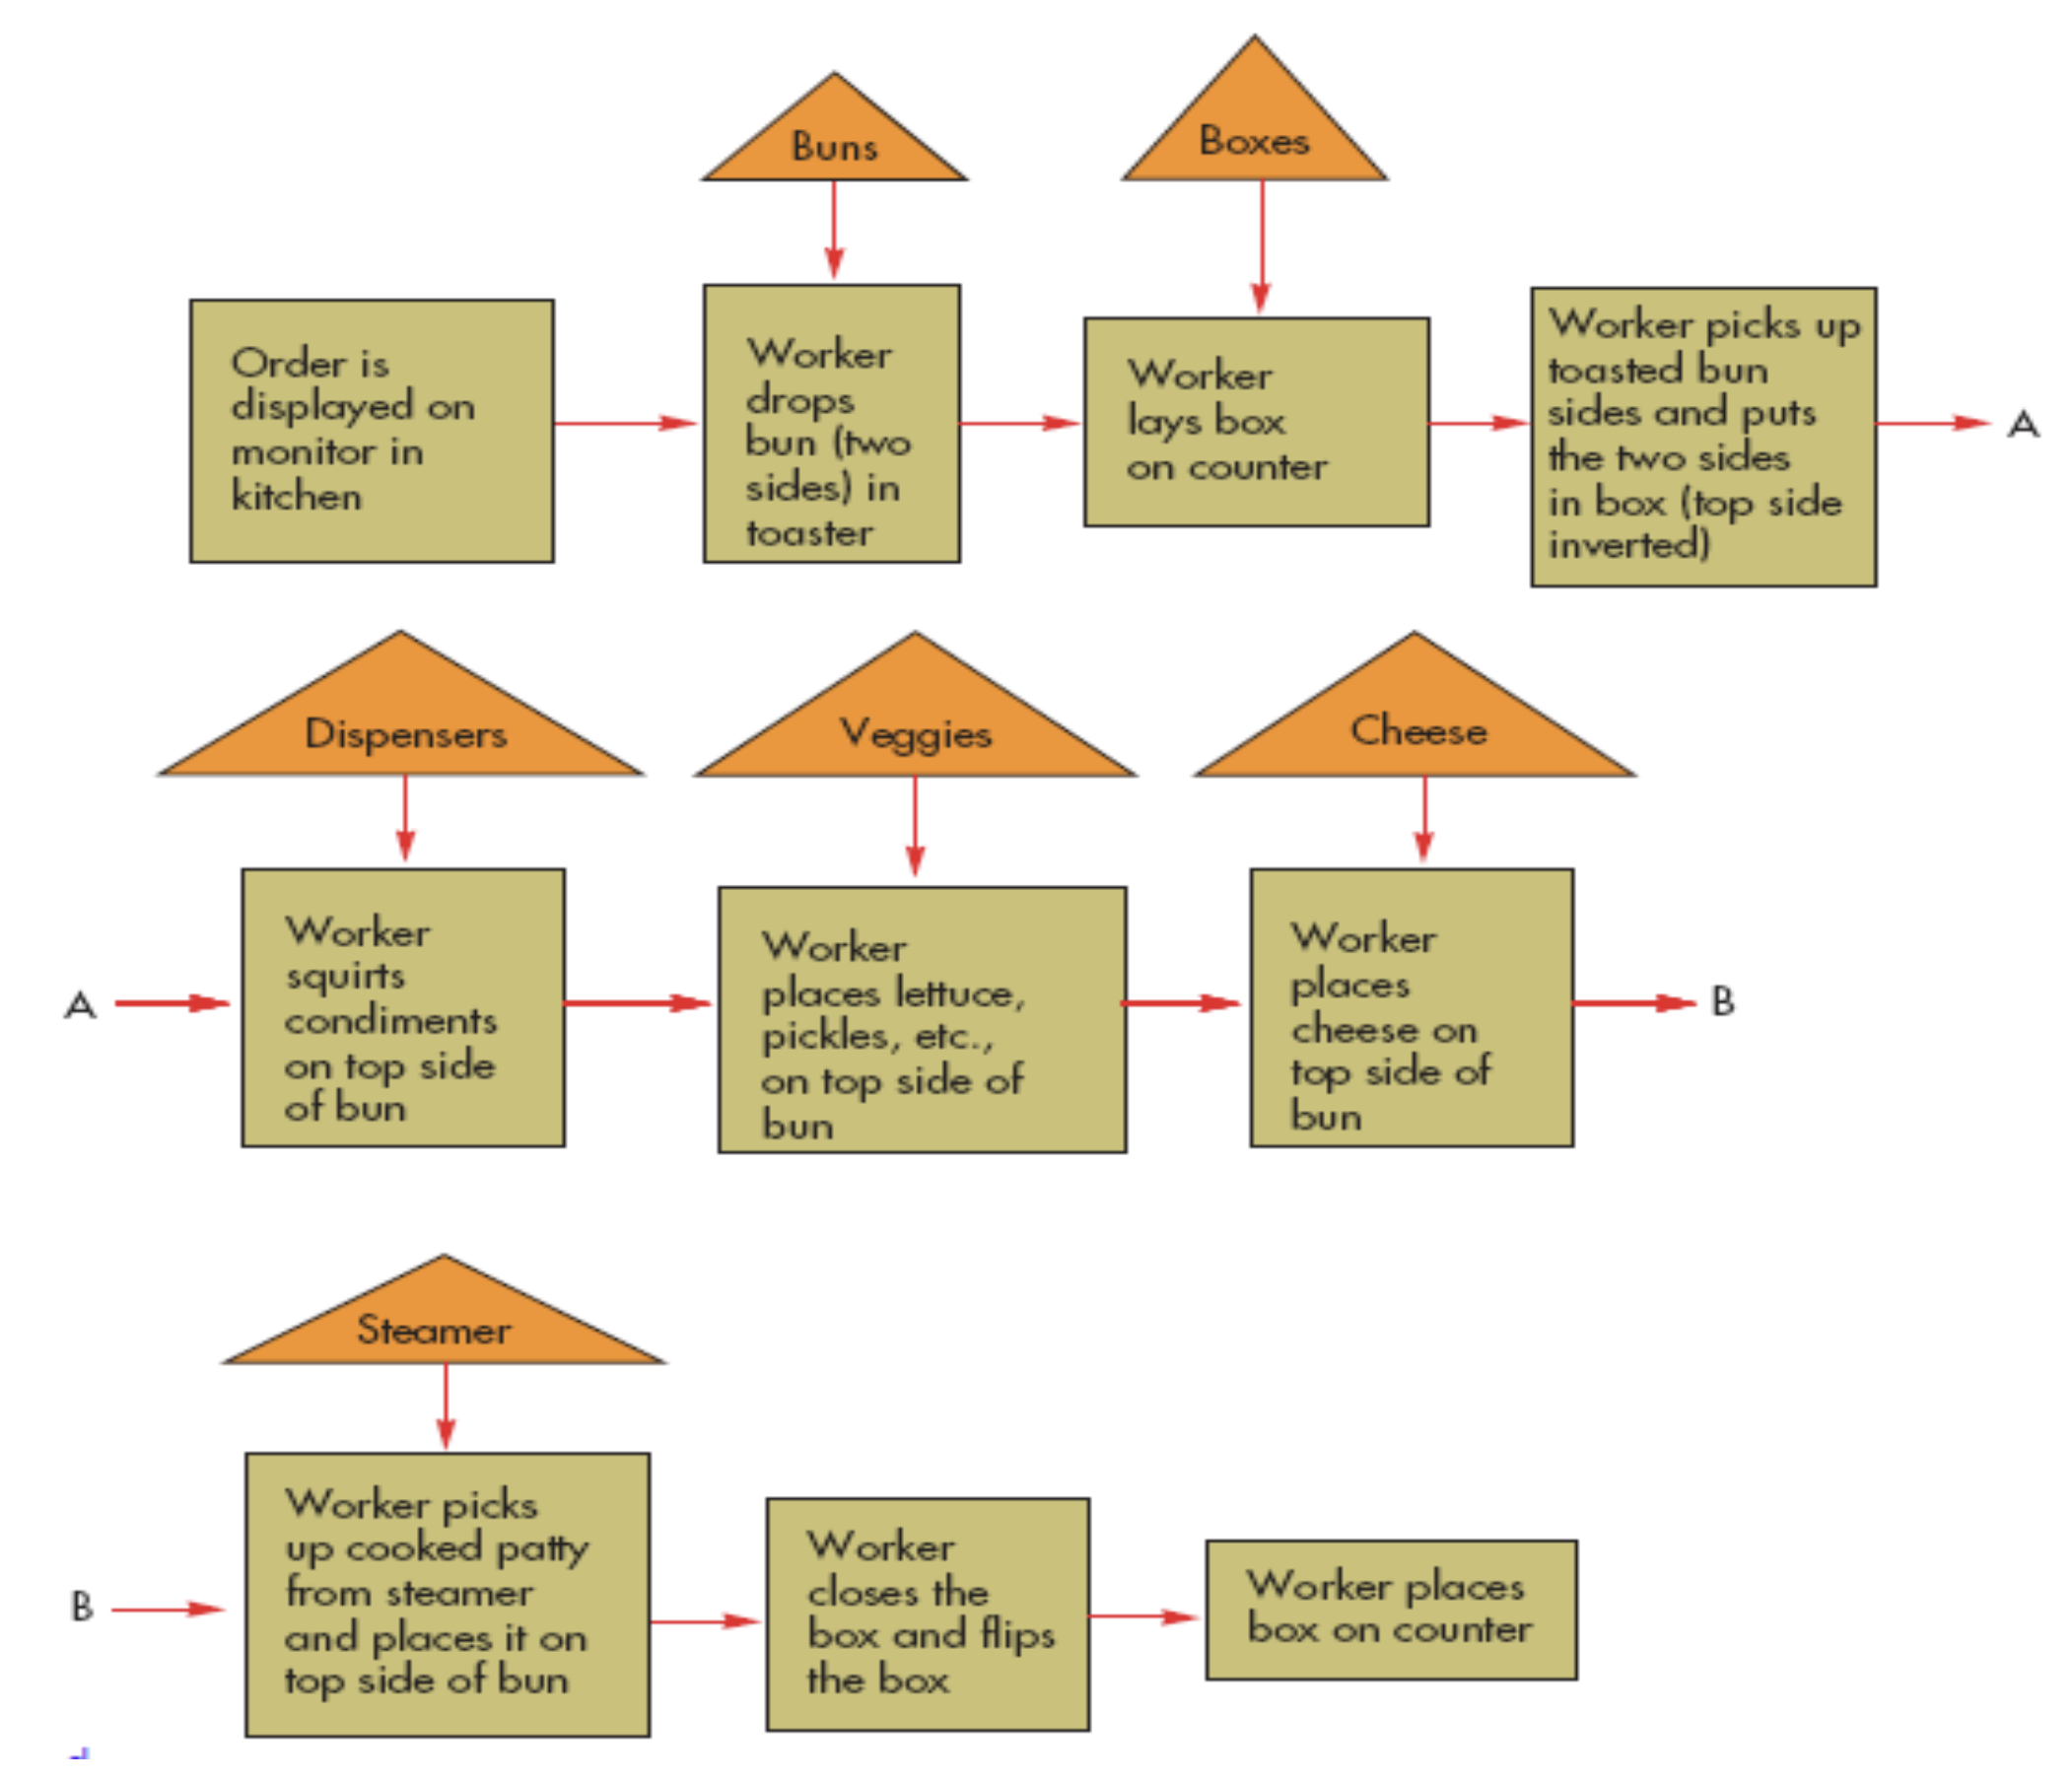 Buns
Boxes
Order is
displayed on
monitor in
kitchen
Worker
drops
bun (two
sides) in
toaster
Worker
lays box
on counter
Worker picks up
toasted bun
sides and puts
the two sides
in box (top side
inverted)
A
Dispensers
Veggies
Cheese
A
Worker
squirts
condiments
on top side
of bun
Worker
places lettuce,
pickles, etc.,
on top side of
bun
Worker
places
cheese on
top side of
bun
B
Steamer
B
Worker picks
up cooked patty
from steamer
and places it on
top side of bun
Worker
closes the
box and flips
the box
Worker places
box on counter